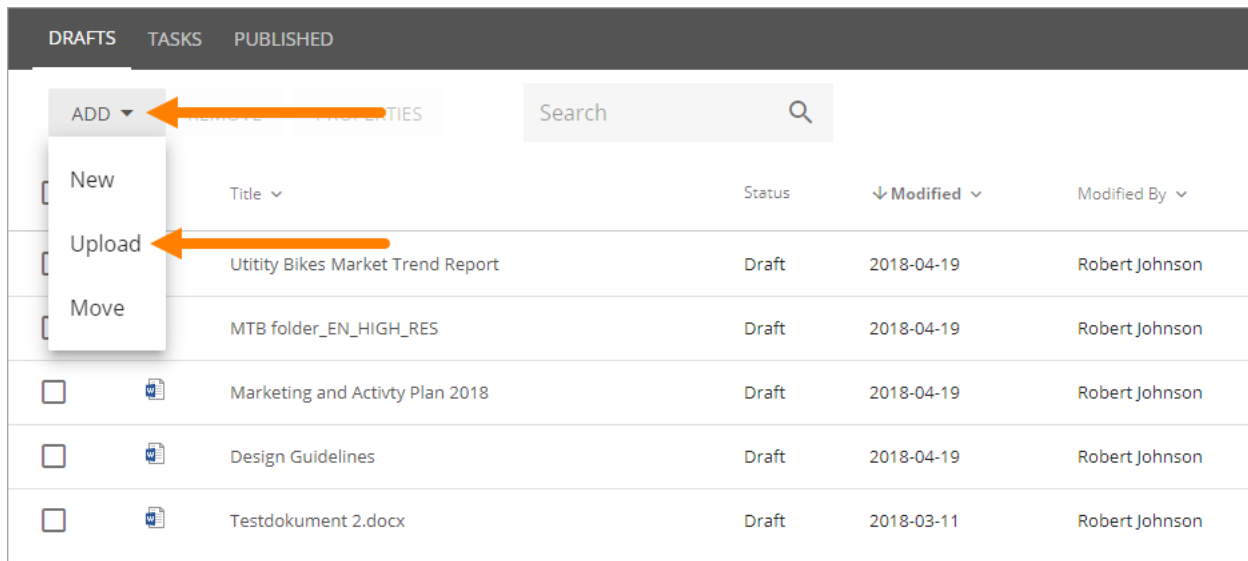 DRAFTS TASKS PUBLISHED
ADD REMOVE PROPERTIES Search
New
Title Status Modified Modified By
Upload
Utitity Bikes Market Trend Report Draft 2018-04-19 Robert Johnson
Move
MTB folder_EN_HIGH_RES Draft 2018-04-19 Robert Johnson
Marketing and Activty Plan 2018 Draft 2018-04-19 Robert Johnson
Design Guidelines Draft 2018-04-19 Robert Johnson
Testdokument 2.docx Draft 2018-03-11 Robert Johnson